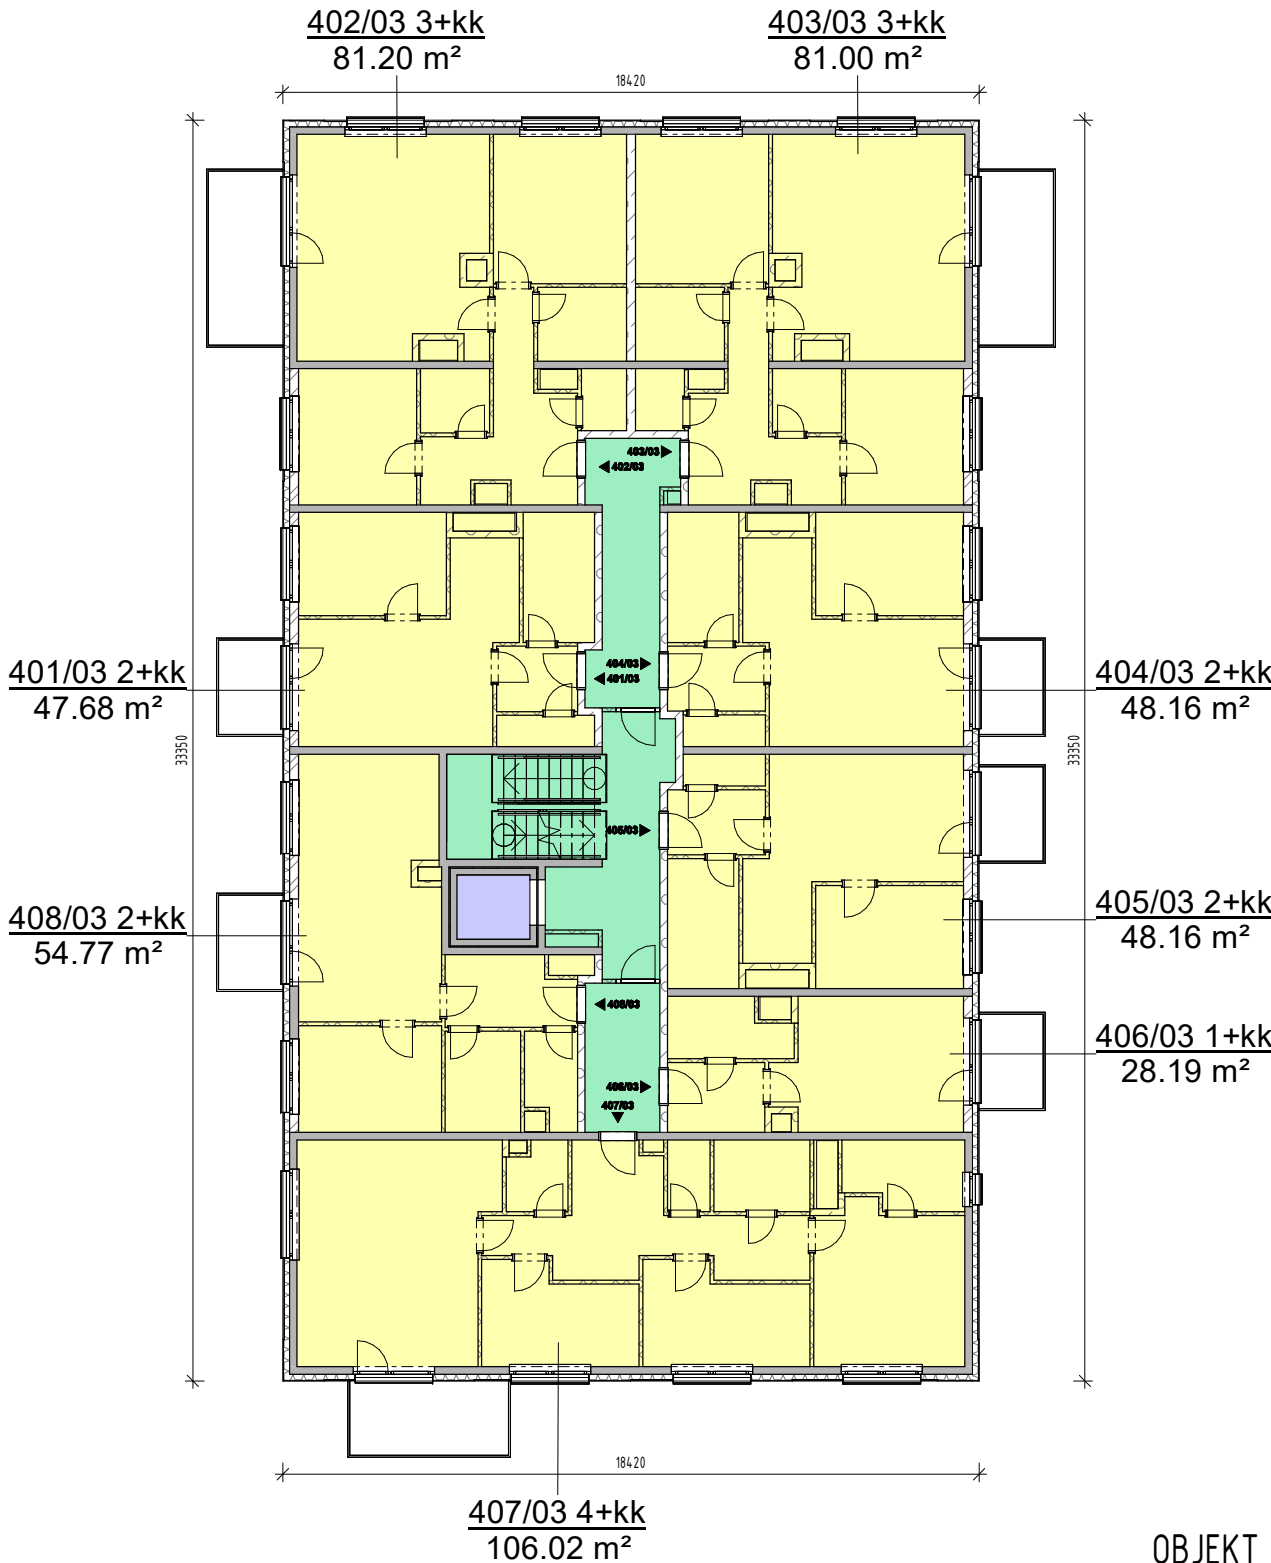 402/03 3+kk
81.20 m²
403/03 3+kk
81.00 m²
18420
403/03
402/03
404/03
401/03
401/03 2+kk
47.68 m²
404/03 2+kk
48.16 m²
33350
33350
405/03
408/03 2+kk
54.77 m²
405/03 2+kk
48.16 m²
408/03
406/03 1+kk
28.19 m²
406/03
407/03
18420
407/03 4+kk
106.02 m²
OBJEKT